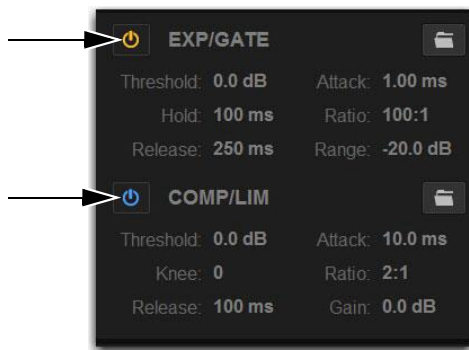 EXP/GATE
Threshold: 0.0 dB Attack: 1.00 ms
Hold: 100 ms Ratio: 100:1
Release: 250 ms Range: -20.0 dB
COMP/LIM
Threshold: 0.0 dB Attack: 10.0 ms
Knee: 0 Ratio: 2:1
Release: 100 ms Gain: 0.0 dB